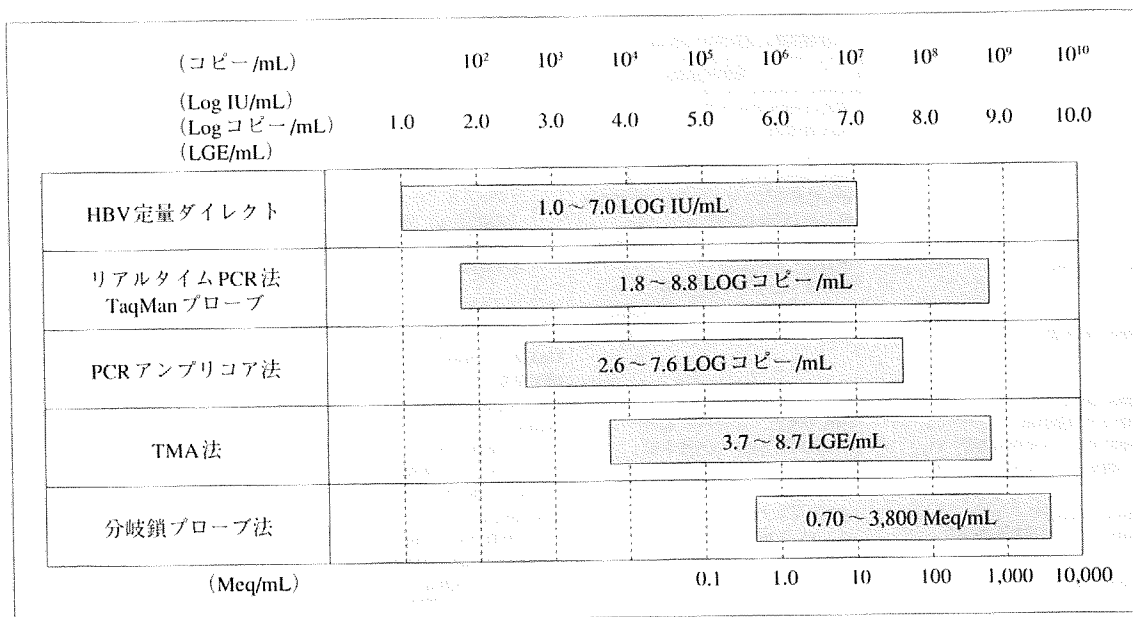 (コピー/mL) 10² 10³ 10⁴ 10⁵ 10⁶ 10⁷ 10⁸ 10⁹ 10¹⁰
(Log IU/mL)
(Log コピー/mL) 1.0 2.0 3.0 4.0 5.0 6.0 7.0 8.0 9.0 10.0
(LGE/mL)
HBV定量ダイレクト 1.0～7.0 LOG IU/mL
リアルタイムPCR法
TaqManプローブ 1.8～8.8 LOGコピー/mL
PCRアンプリコア法 2.6～7.6 LOGコピー/mL
TMA法 3.7～8.7 LGE/mL
分岐鎖プローブ法 0.70～3,800 Meq/mL
(Meq/mL) 0.1 1.0 10 100 1,000 10,000